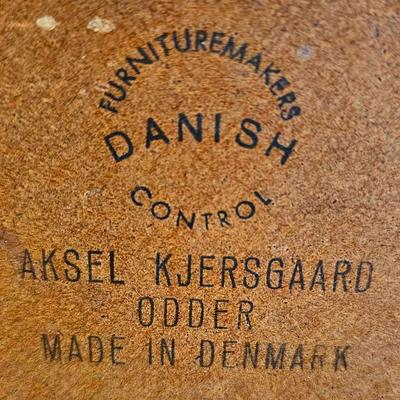 FURNITUREMAKERS
DANISH
CONTROL
AKSEL KJERSGAARD
ODDER
MADE IN DENMARK